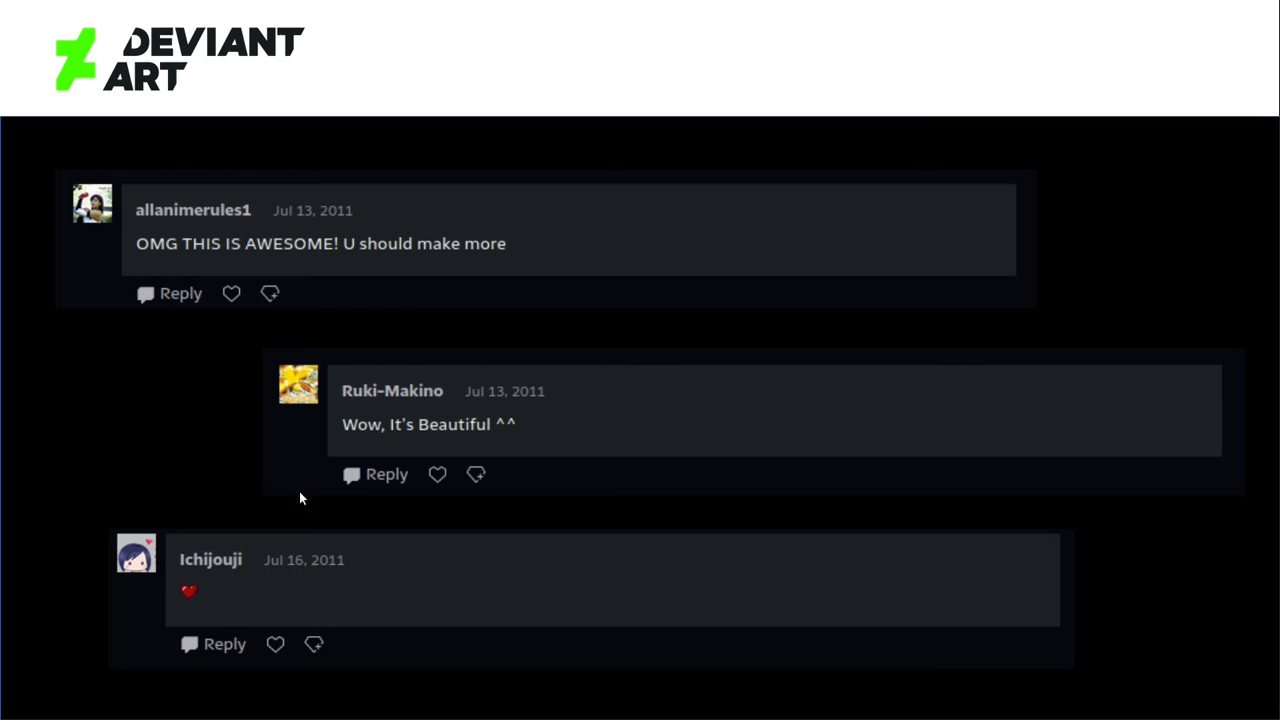 DEVIANT
ART
allanimerules1 Jul 13, 2011
OMG THIS IS AWESOME! U should make more
Reply
Ruki-Makino Jul 13, 2011
Wow, It's Beautiful ^^
Reply
Ichijouji Jul 16, 2011
Reply